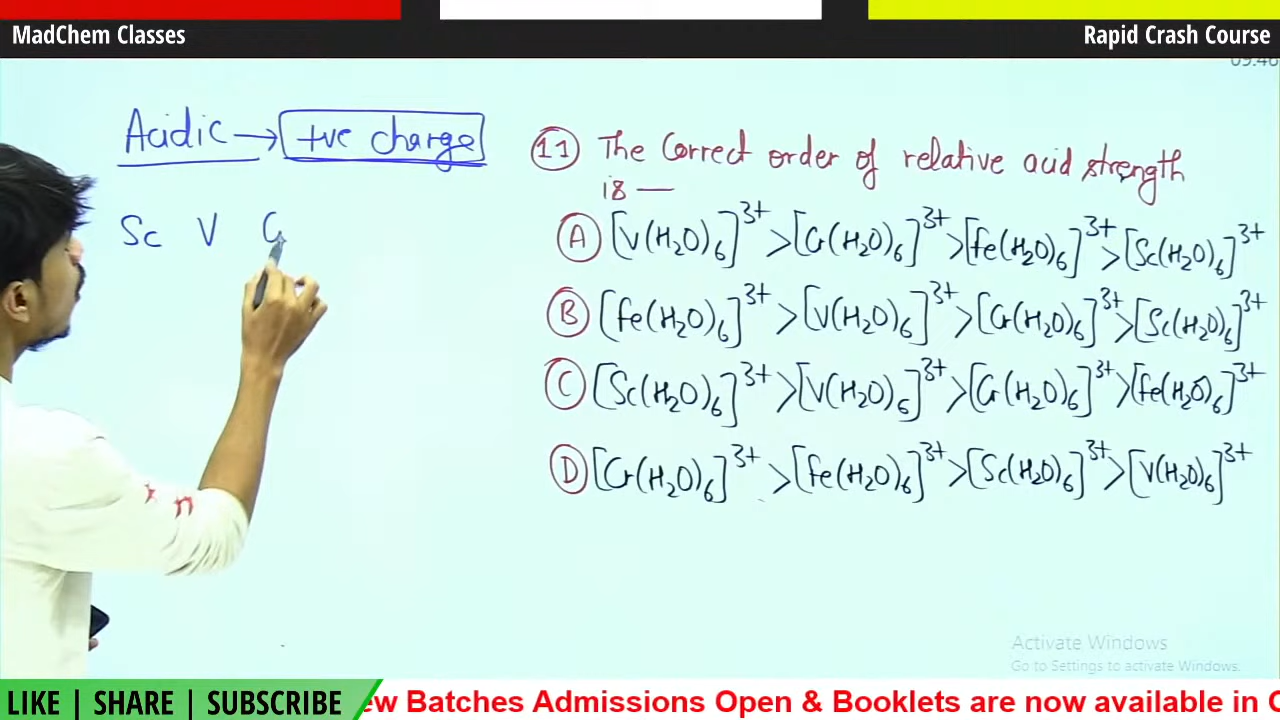 MadChem Classes
Rapid Crash Course
Acidic → +ve charge
Sc V C
11 The Correct order of relative acid strength
is —
A [V(H₂O)₆]³⁺ > [Cr(H₂O)₆]³⁺ > [Fe(H₂O)₆]³⁺ > [Sc(H₂O)₆]³⁺
B [Fe(H₂O)₆]³⁺ > [V(H₂O)₆]³⁺ > [Cr(H₂O)₆]³⁺ > [Sc(H₂O)₆]³⁺
C [Sc(H₂O)₆]³⁺ > [V(H₂O)₆]³⁺ > [Cr(H₂O)₆]³⁺ > [Fe(H₂O)₆]³⁺
D [Cr(H₂O)₆]³⁺ > [Fe(H₂O)₆]³⁺ > [Sc(H₂O)₆]³⁺ > [V(H₂O)₆]³⁺
Activate Windows
Go to Settings to activate Windows.
LIKE | SHARE | SUBSCRIBE
ew Batches Admissions Open & Booklets are now available in